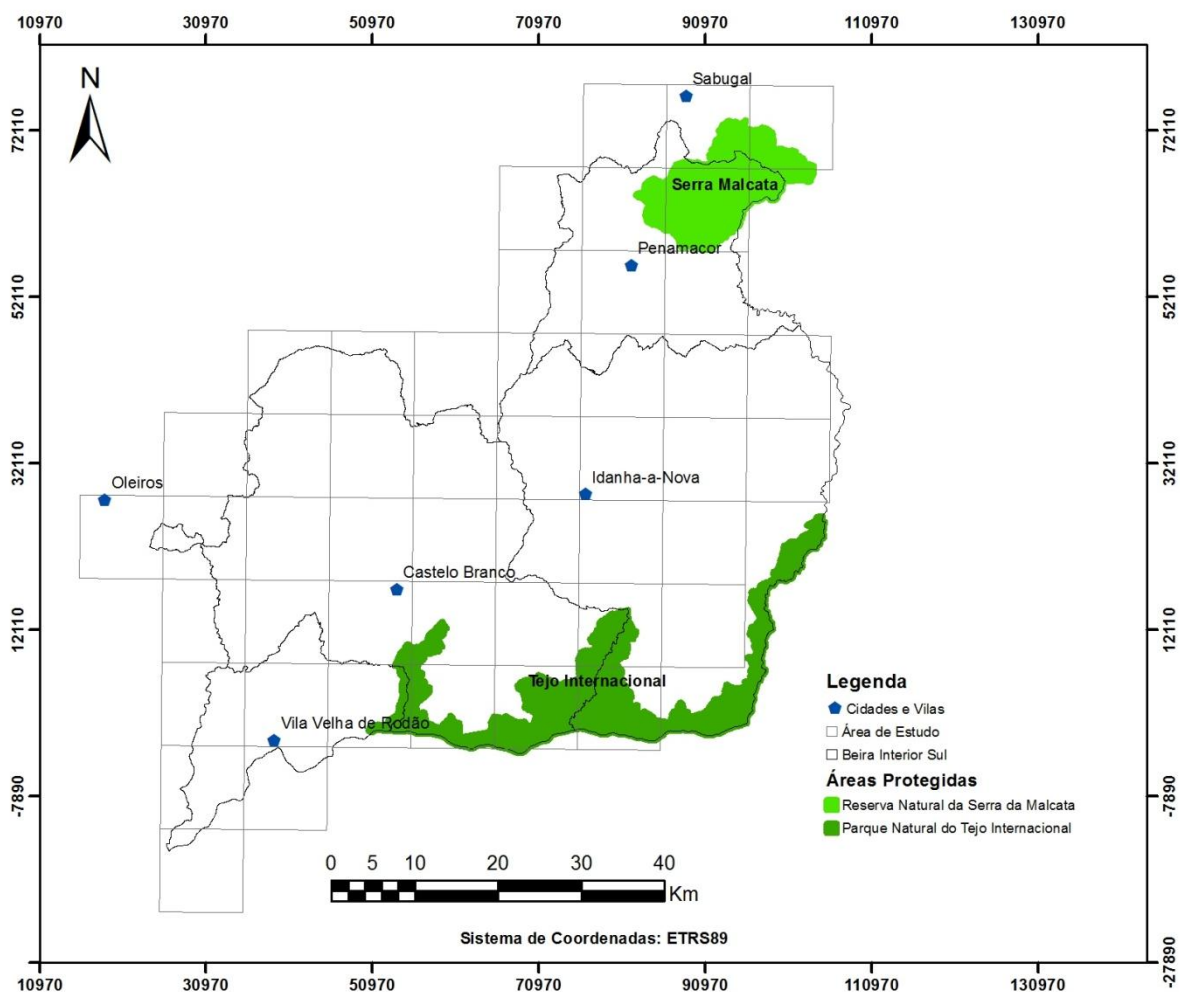 10970 30970 50970 70970 90970 110970 130970
N
Sabugal
72110 72110
Serra Malcata
Penamacor
52110 52110
32110 32110
Oleiros
Idanha-a-Nova
Castelo Branco
12110 12110
Tejo Internacional
Vila Velha de Rodão
-7890 -7890
Legenda
Cidades e Vilas
Área de Estudo
Beira Interior Sul
Áreas Protegidas
Reserva Natural da Serra da Malcata
Parque Natural do Tejo Internacional
0 5 10 20 30 40
Km
Sistema de Coordenadas: ETRS89
-27890
10970 30970 50970 70970 90970 110970 130970